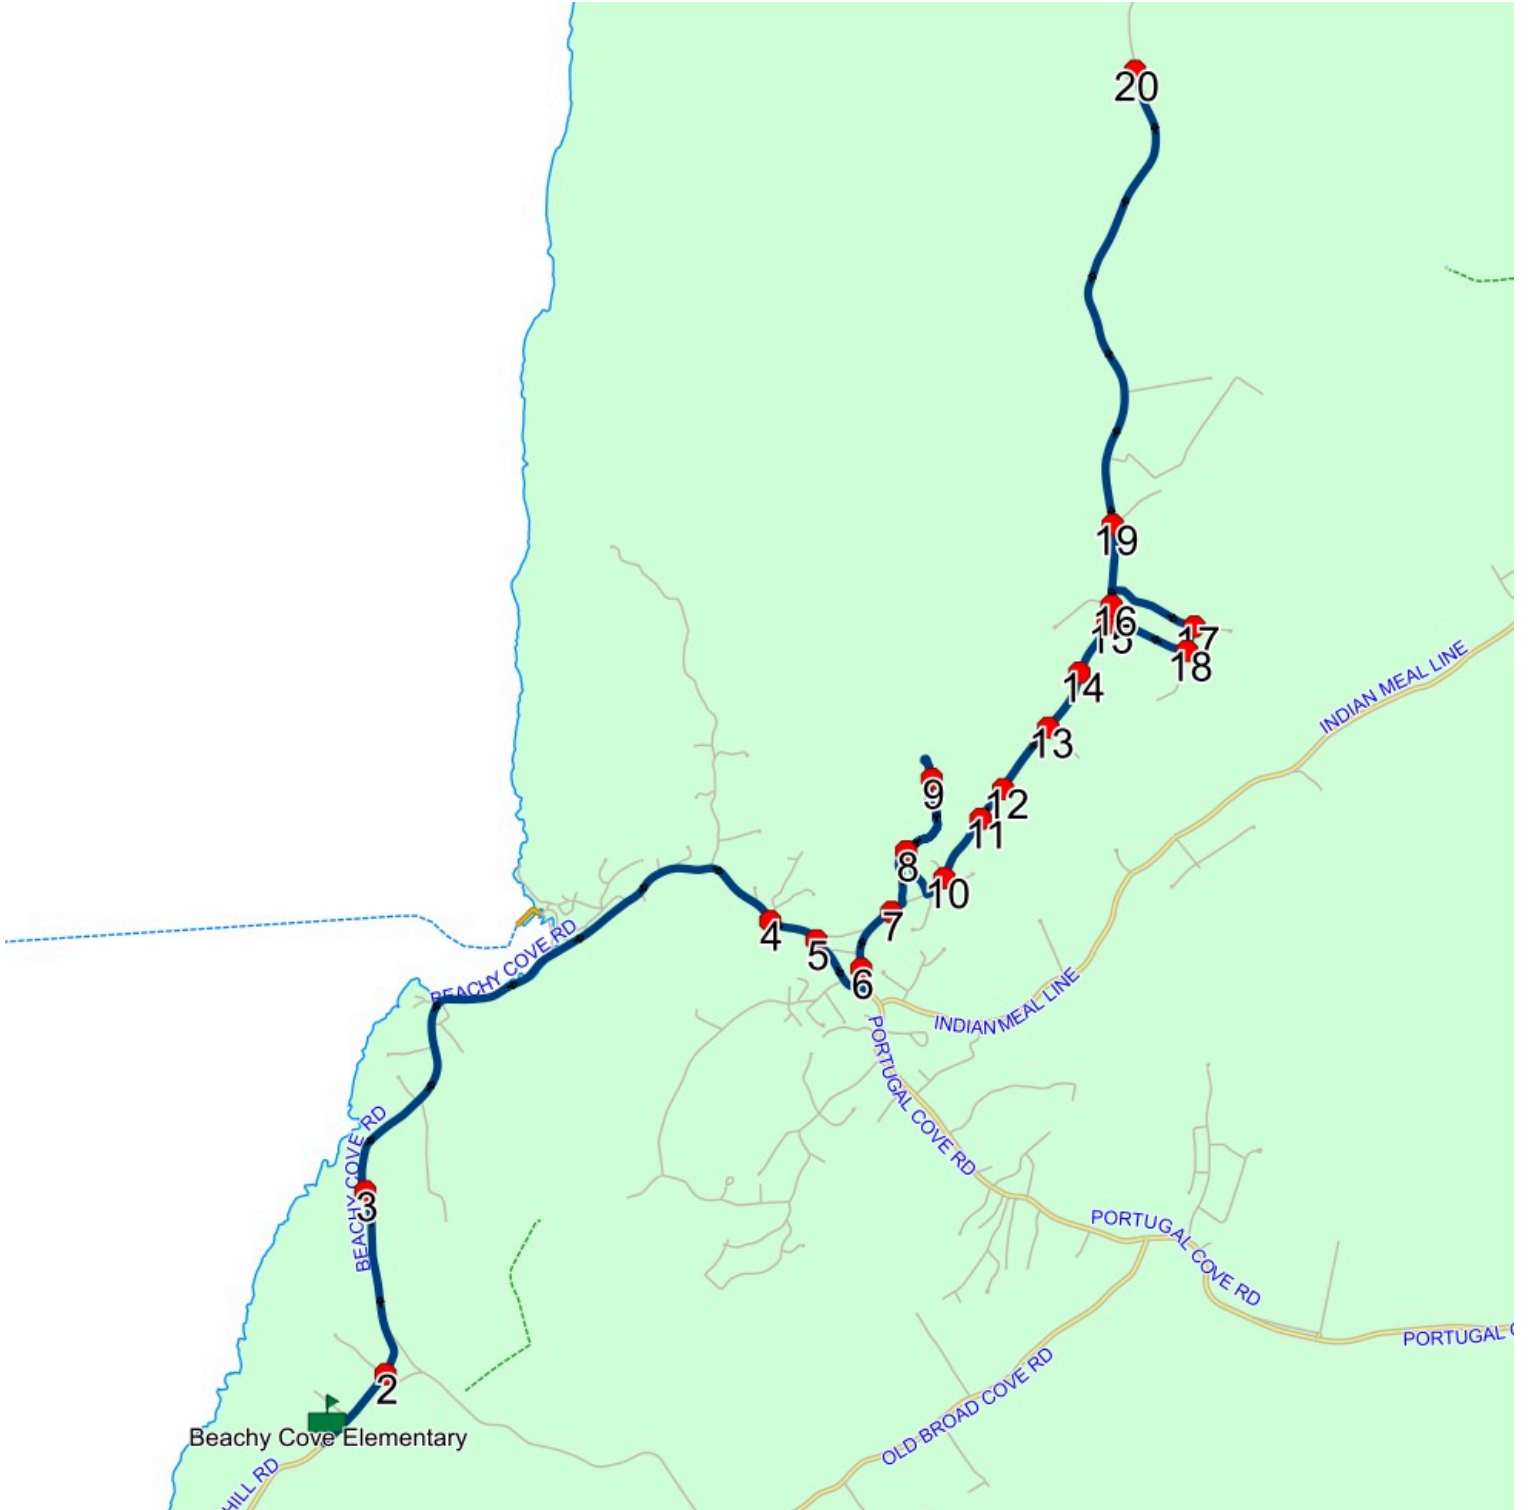 20
19
16
15
17
18
14
INDIAN MEAL LINE
13
9
12
11
8
10
7
4
5
6
BEACHY COVE RD
INDIAN MEAL LINE
PORTUGAL COVE RD
BEACHY COVE RD
3
PORTUGAL COVE RD
PORTUGAL C
2
OLD BROAD COVE RD
Beachy Cove Elementary
HILL RD